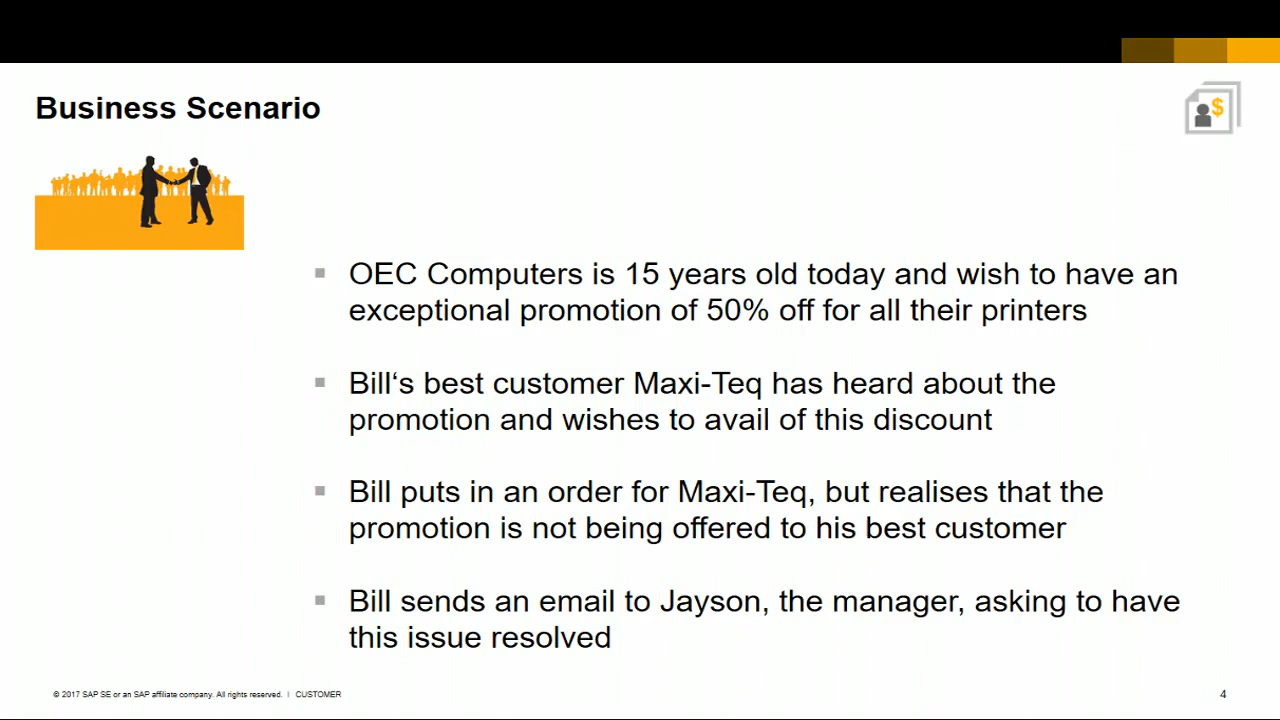 Business Scenario
$
▪ OEC Computers is 15 years old today and wish to have an
exceptional promotion of 50% off for all their printers
▪ Bill‘s best customer Maxi-Teq has heard about the
promotion and wishes to avail of this discount
▪ Bill puts in an order for Maxi-Teq, but realises that the
promotion is not being offered to his best customer
▪ Bill sends an email to Jayson, the manager, asking to have
this issue resolved
© 2017 SAP SE or an SAP affiliate company. All rights reserved. I CUSTOMER
4